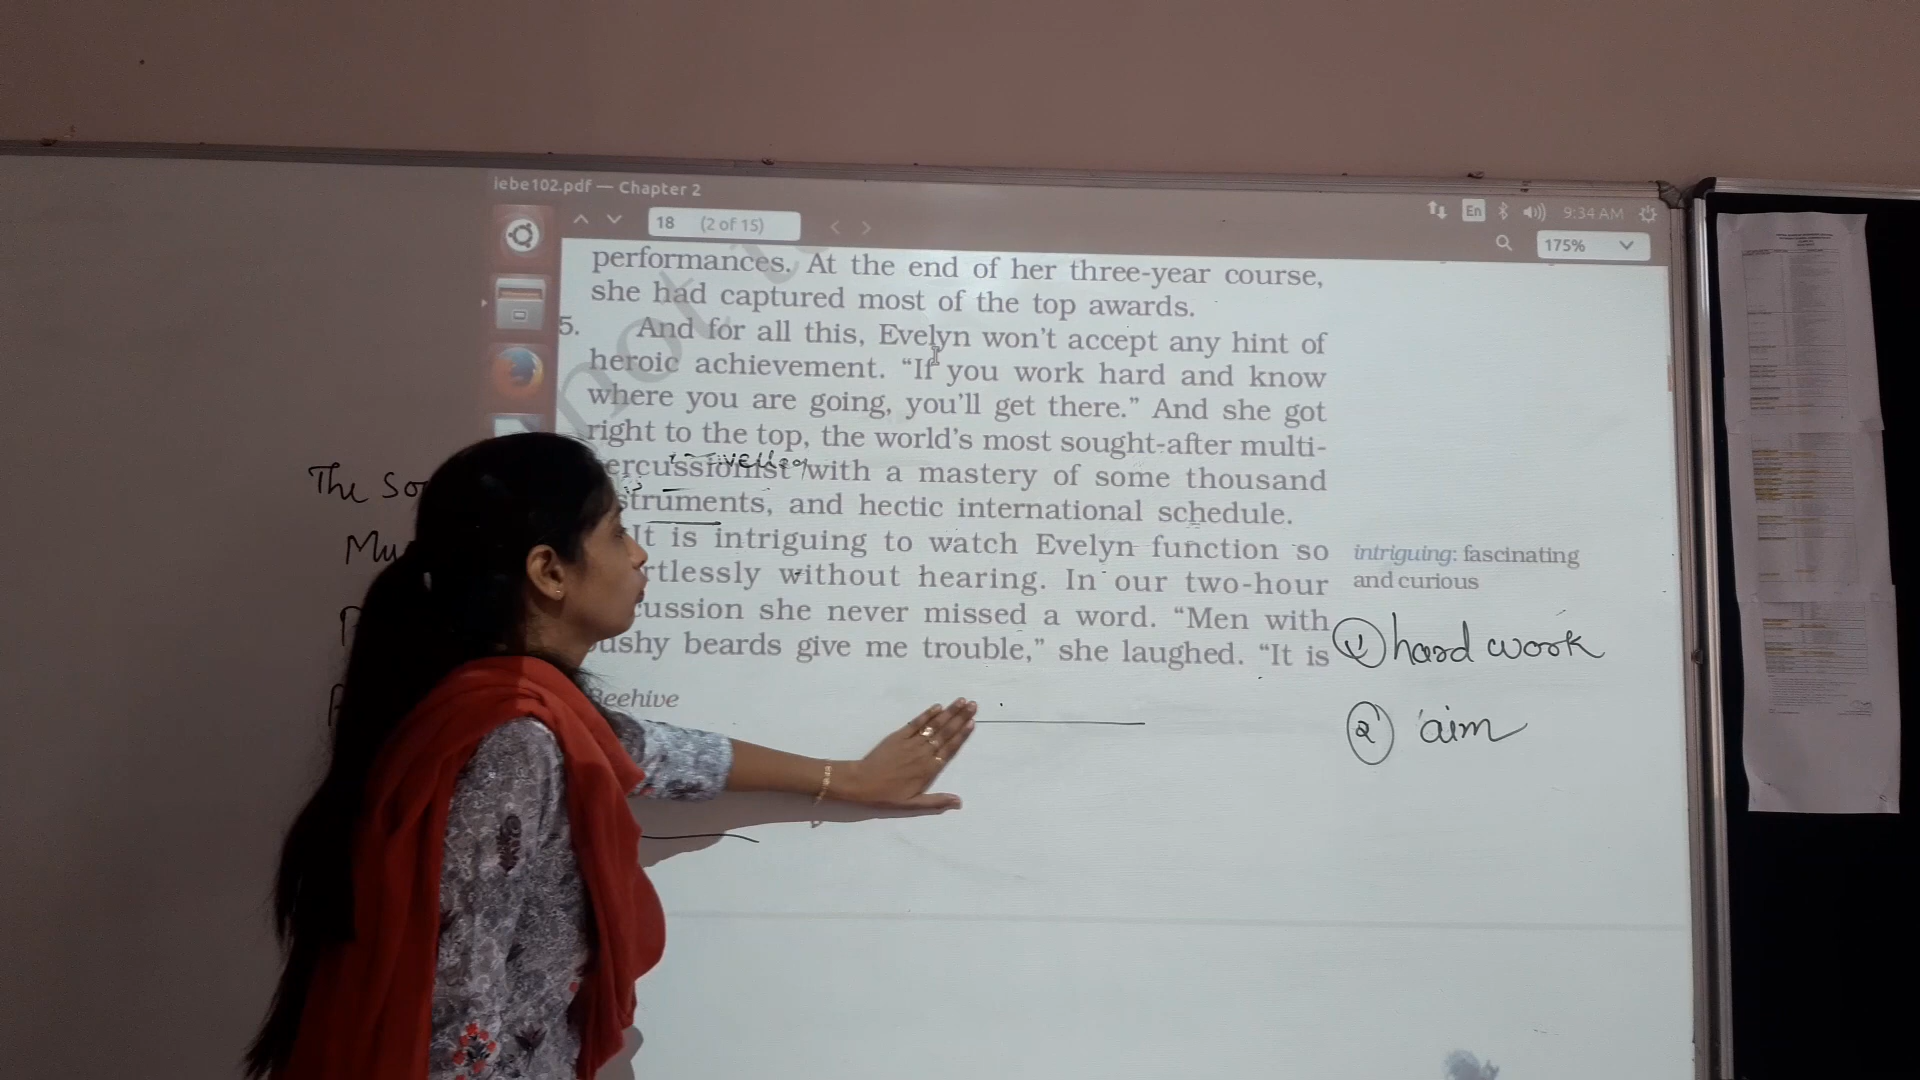 iebe102.pdf — Chapter 2
18 (2 of 15)
En 9:34 AM
175%
performances. At the end of her three-year course,
she had captured most of the top awards.
5. And for all this, Evelyn won't accept any hint of
heroic achievement. “If you work hard and know
where you are going, you'll get there.” And she got
right to the top, the world's most sought-after multi-
ercussionist with a mastery of some thousand
struments, and hectic international schedule.
It is intriguing to watch Evelyn function so
rtlessly without hearing. In our two-hour
cussion she never missed a word. “Men with
ushy beards give me trouble,” she laughed. “It is
Beehive
intriguing: fascinating
and curious
1 hard work
2 aim
The So
Mu
not